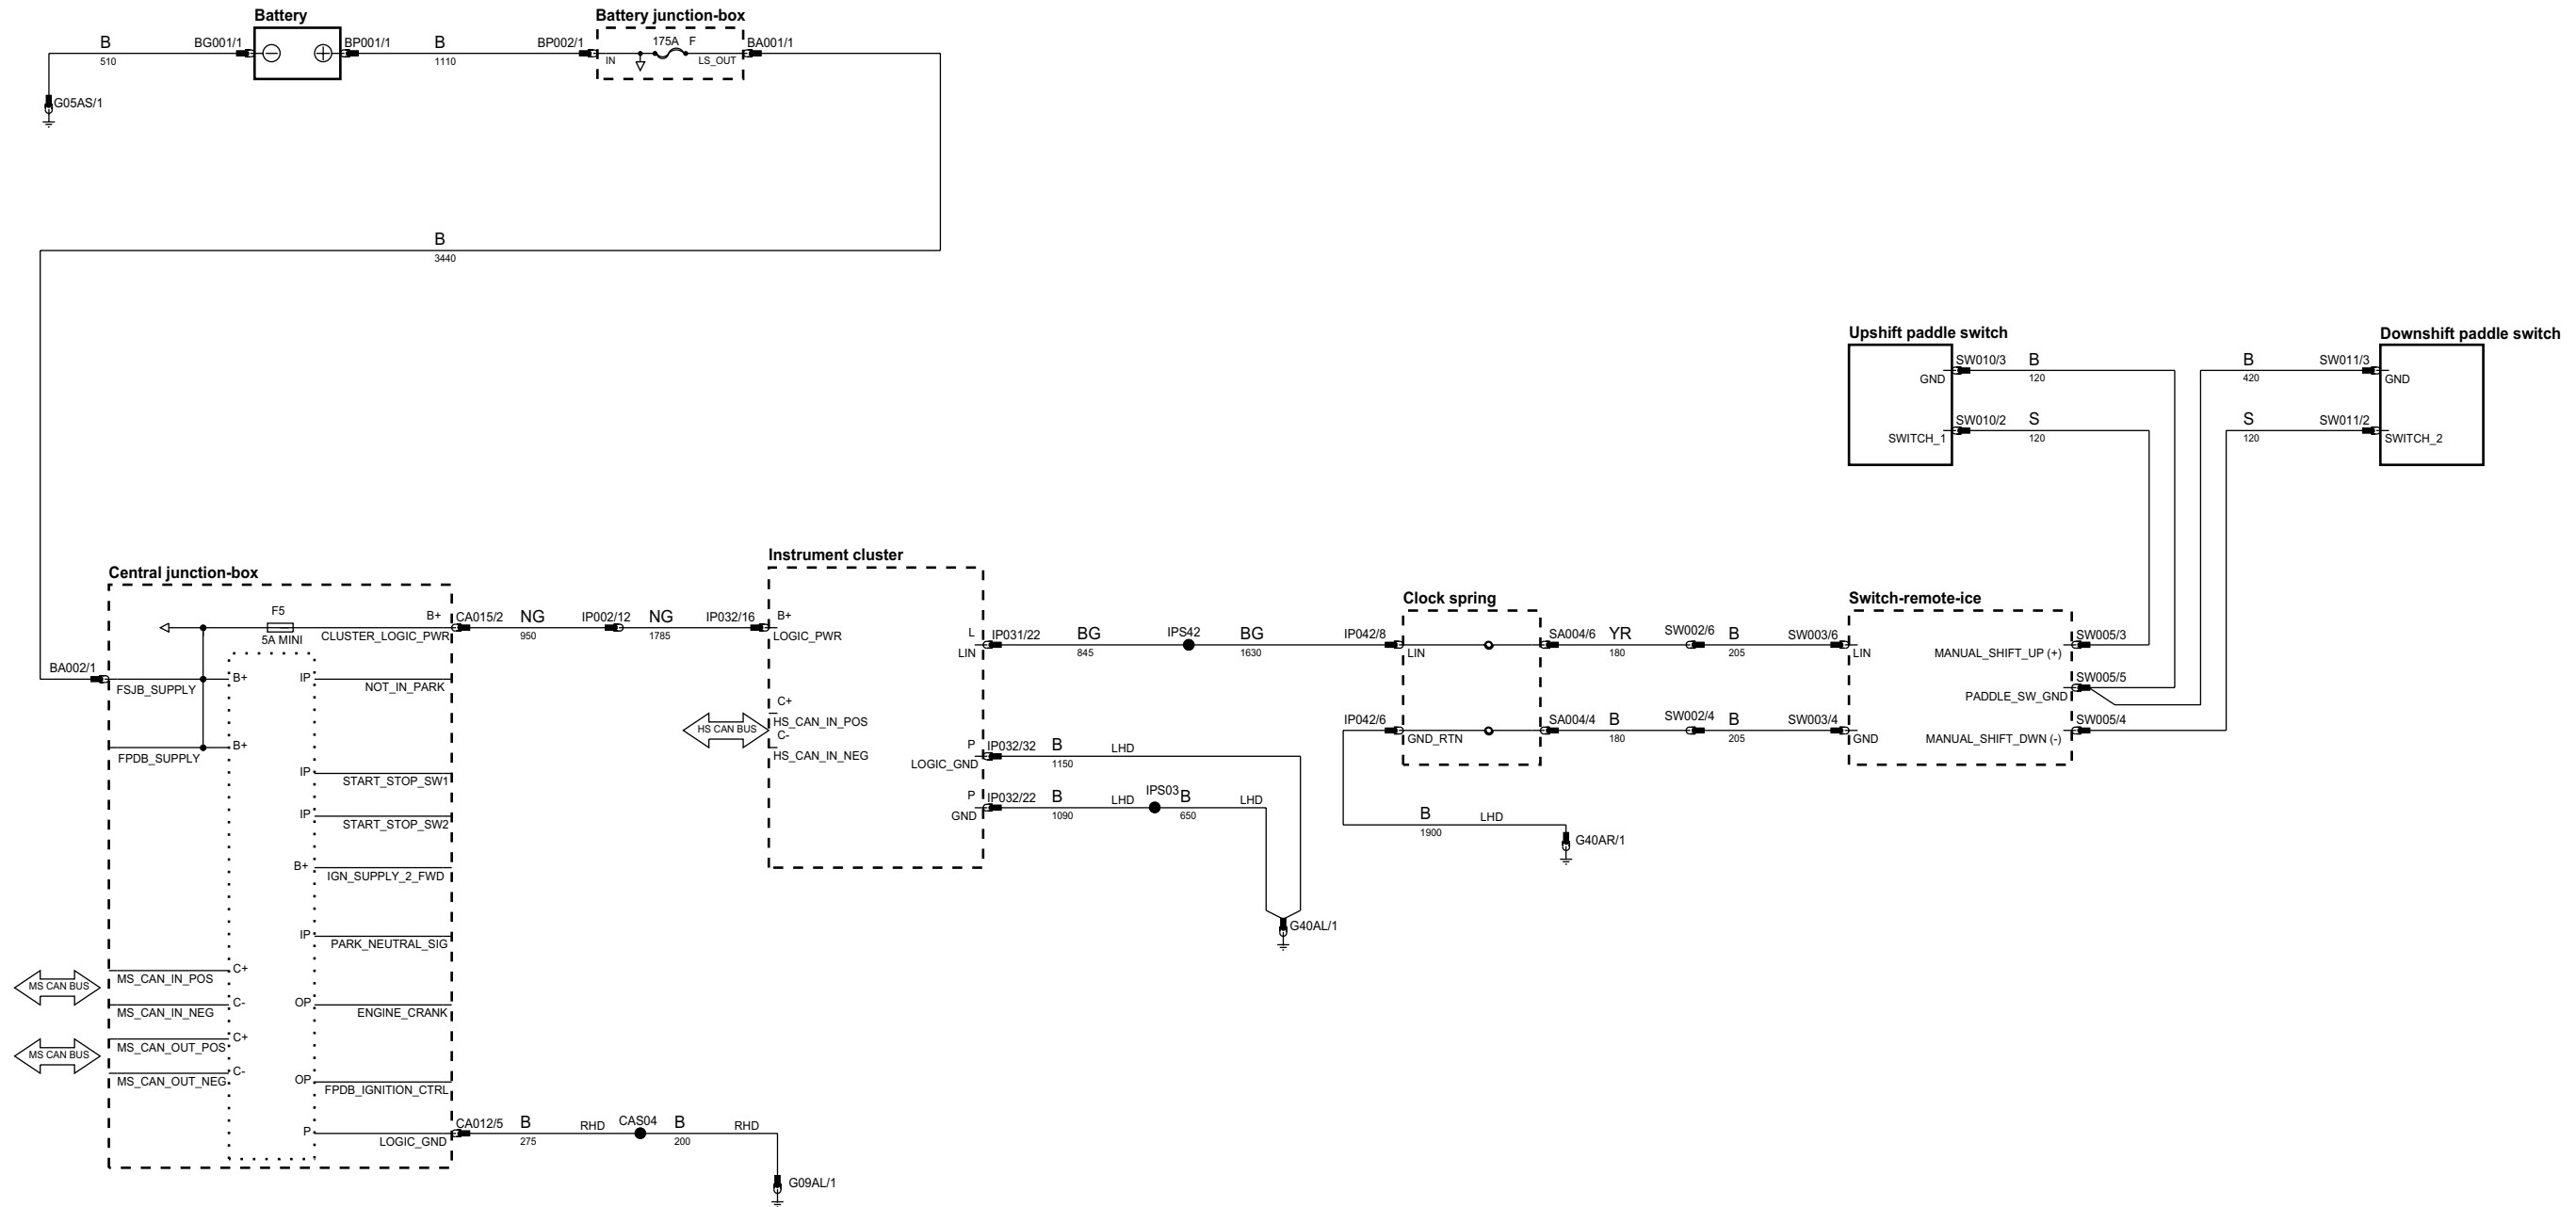 Battery
Battery junction-box
B
510
BG001/1
BP001/1
B
1110
BP002/1
175A F
IN
LS_OUT
BA001/1
G05AS/1
B
3440
Upshift paddle switch
GND
SW010/3
B
120
SWITCH_1
SW010/2
S
120
Downshift paddle switch
B
420
SW011/3
GND
S
120
SW011/2
SWITCH_2
Central junction-box
F5
5A MINI
B+
CLUSTER_LOGIC_PWR
CA015/2
NG
950
IP002/12
NG
1785
IP032/16
BA002/1
FSJB_SUPPLY
B+
IP
NOT_IN_PARK
FPDB_SUPPLY
B+
IP
START_STOP_SW1
IP
START_STOP_SW2
B+
IGN_SUPPLY_2_FWD
IP
PARK_NEUTRAL_SIG
MS CAN BUS
MS_CAN_IN_POS
C+
MS_CAN_IN_NEG
C-
OP
ENGINE_CRANK
MS CAN BUS
MS_CAN_OUT_POS
C+
MS_CAN_OUT_NEG
C-
OP
FPDB_IGNITION_CTRL
P
LOGIC_GND
CA012/5
B
275
RHD
CAS04
B
200
RHD
G09AL/1
Instrument cluster
B+
LOGIC_PWR
L
LIN
IP031/22
BG
845
IPS42
BG
1630
IP042/8
HS CAN BUS
C+
HS_CAN_IN_POS
C-
HS_CAN_IN_NEG
P
LOGIC_GND
IP032/32
B
1150
LHD
P
GND
IP032/22
B
1090
LHD
IPS03
B
650
LHD
G40AL/1
Clock spring
LIN
SA004/6
YR
180
SW002/6
B
205
SW003/6
IP042/6
GND_RTN
SA004/4
B
180
SW002/4
B
205
SW003/4
B
1900
LHD
G40AR/1
Switch-remote-ice
LIN
MANUAL_SHIFT_UP (+)
SW005/3
PADDLE_SW_GND
SW005/5
GND
MANUAL_SHIFT_DWN (-)
SW005/4